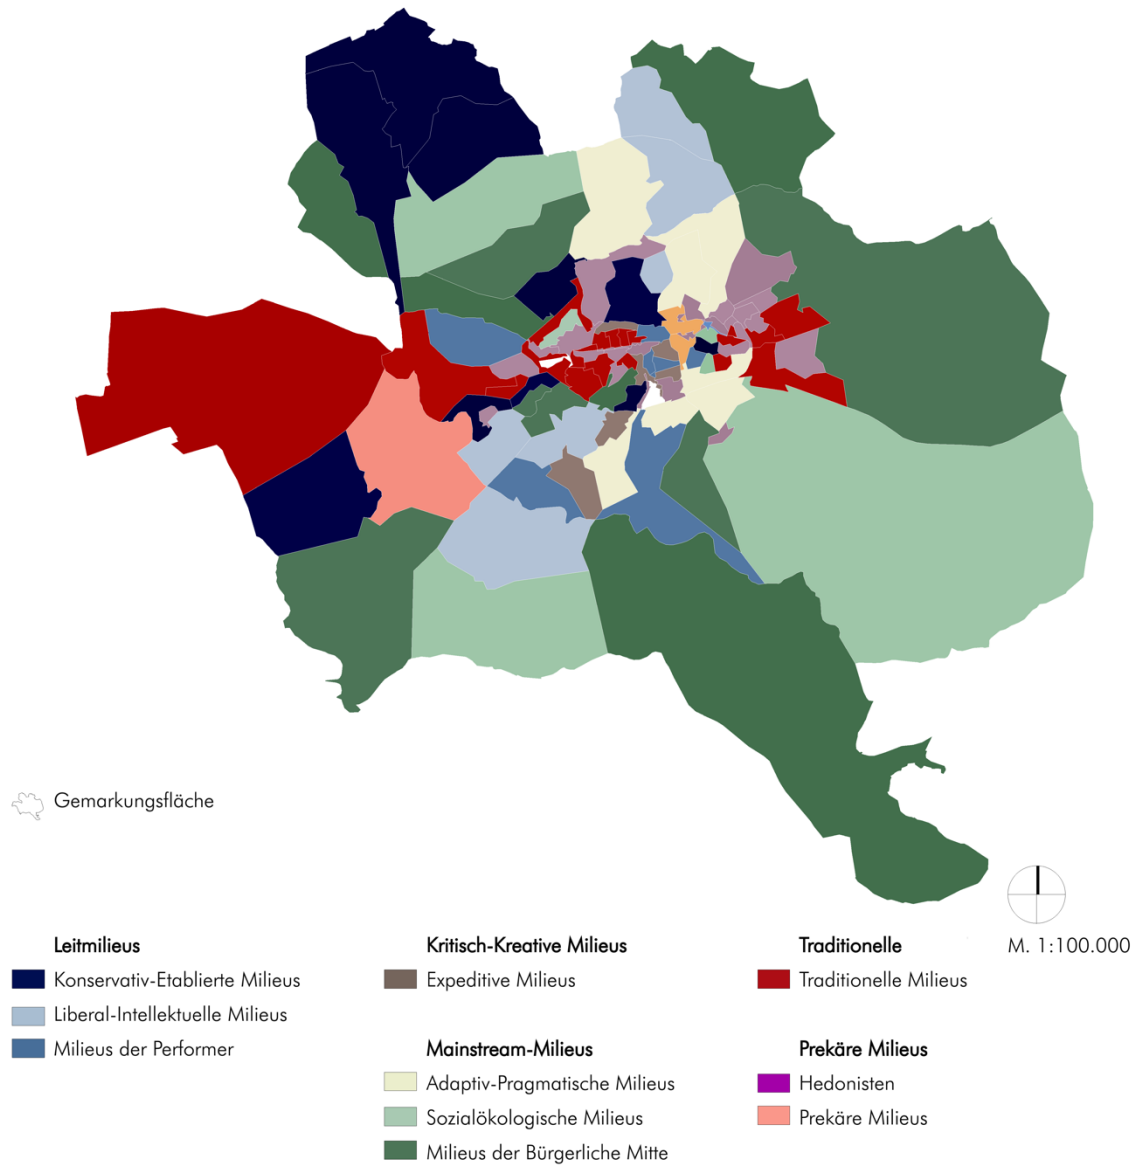 Gemarkungsfläche
M. 1:100.000
Leitmilieus
Konservativ-Etablierte Milieus
Liberal-Intellektuelle Milieus
Milieus der Performer
Kritisch-Kreative Milieus
Expeditive Milieus
Mainstream-Milieus
Adaptiv-Pragmatische Milieus
Sozialökologische Milieus
Milieus der Bürgerliche Mitte
Traditionelle
Traditionelle Milieus
Prekäre Milieus
Hedonisten
Prekäre Milieus